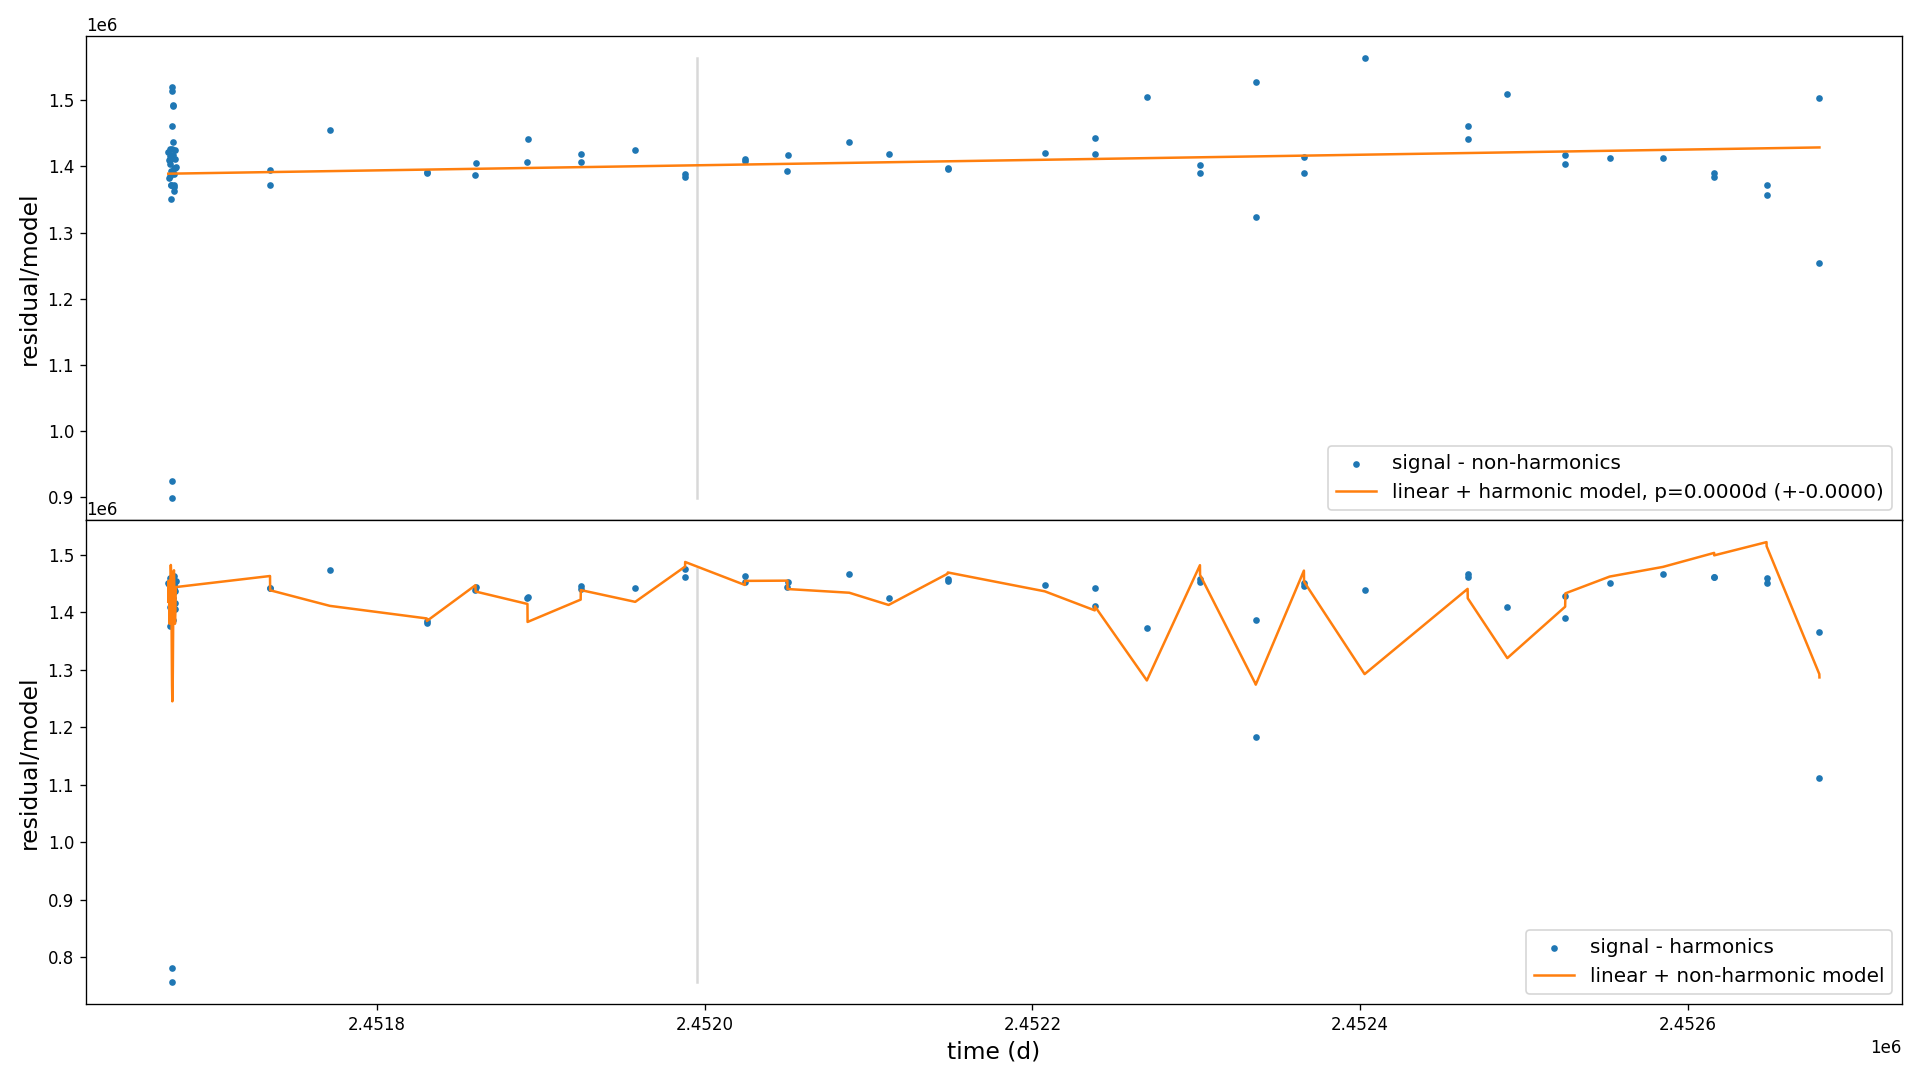 1e6
1.5
1.4
1.3
1.2
1.1
1.0
0.9
residual/model
signal - non-harmonics
linear + harmonic model, p=0.0000d (+-0.0000)
1e6
1.5
1.4
1.3
1.2
1.1
1.0
0.9
0.8
residual/model
signal - harmonics
linear + non-harmonic model
2.4518 2.4520 2.4522 2.4524 2.4526
time (d)
1e6